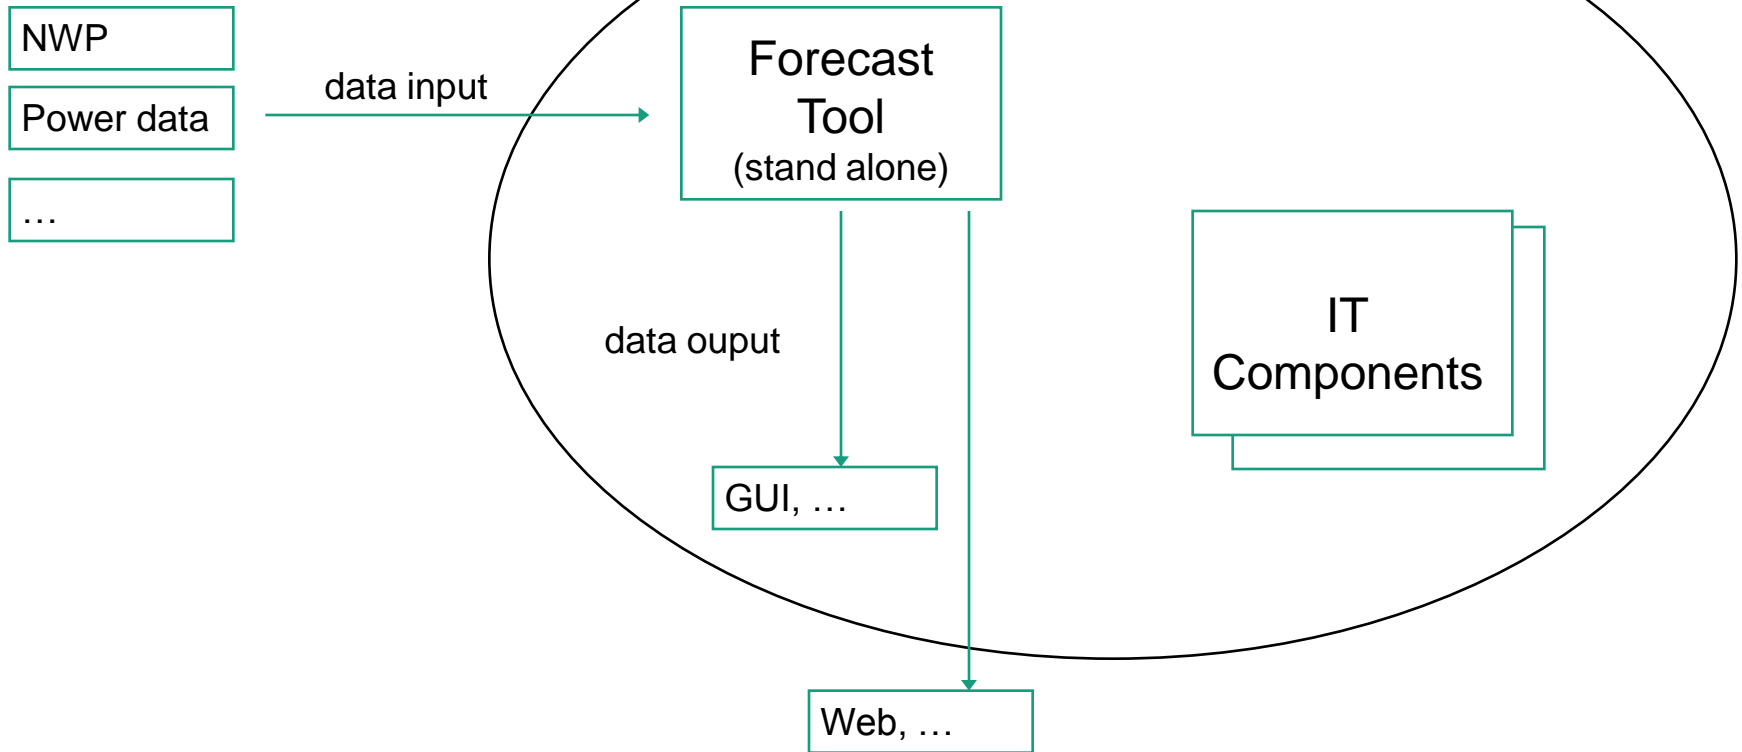 NWP
Power data
…
data input
Forecast
Tool
(stand alone)
data ouput
IT
Components
GUI, …
Web, …